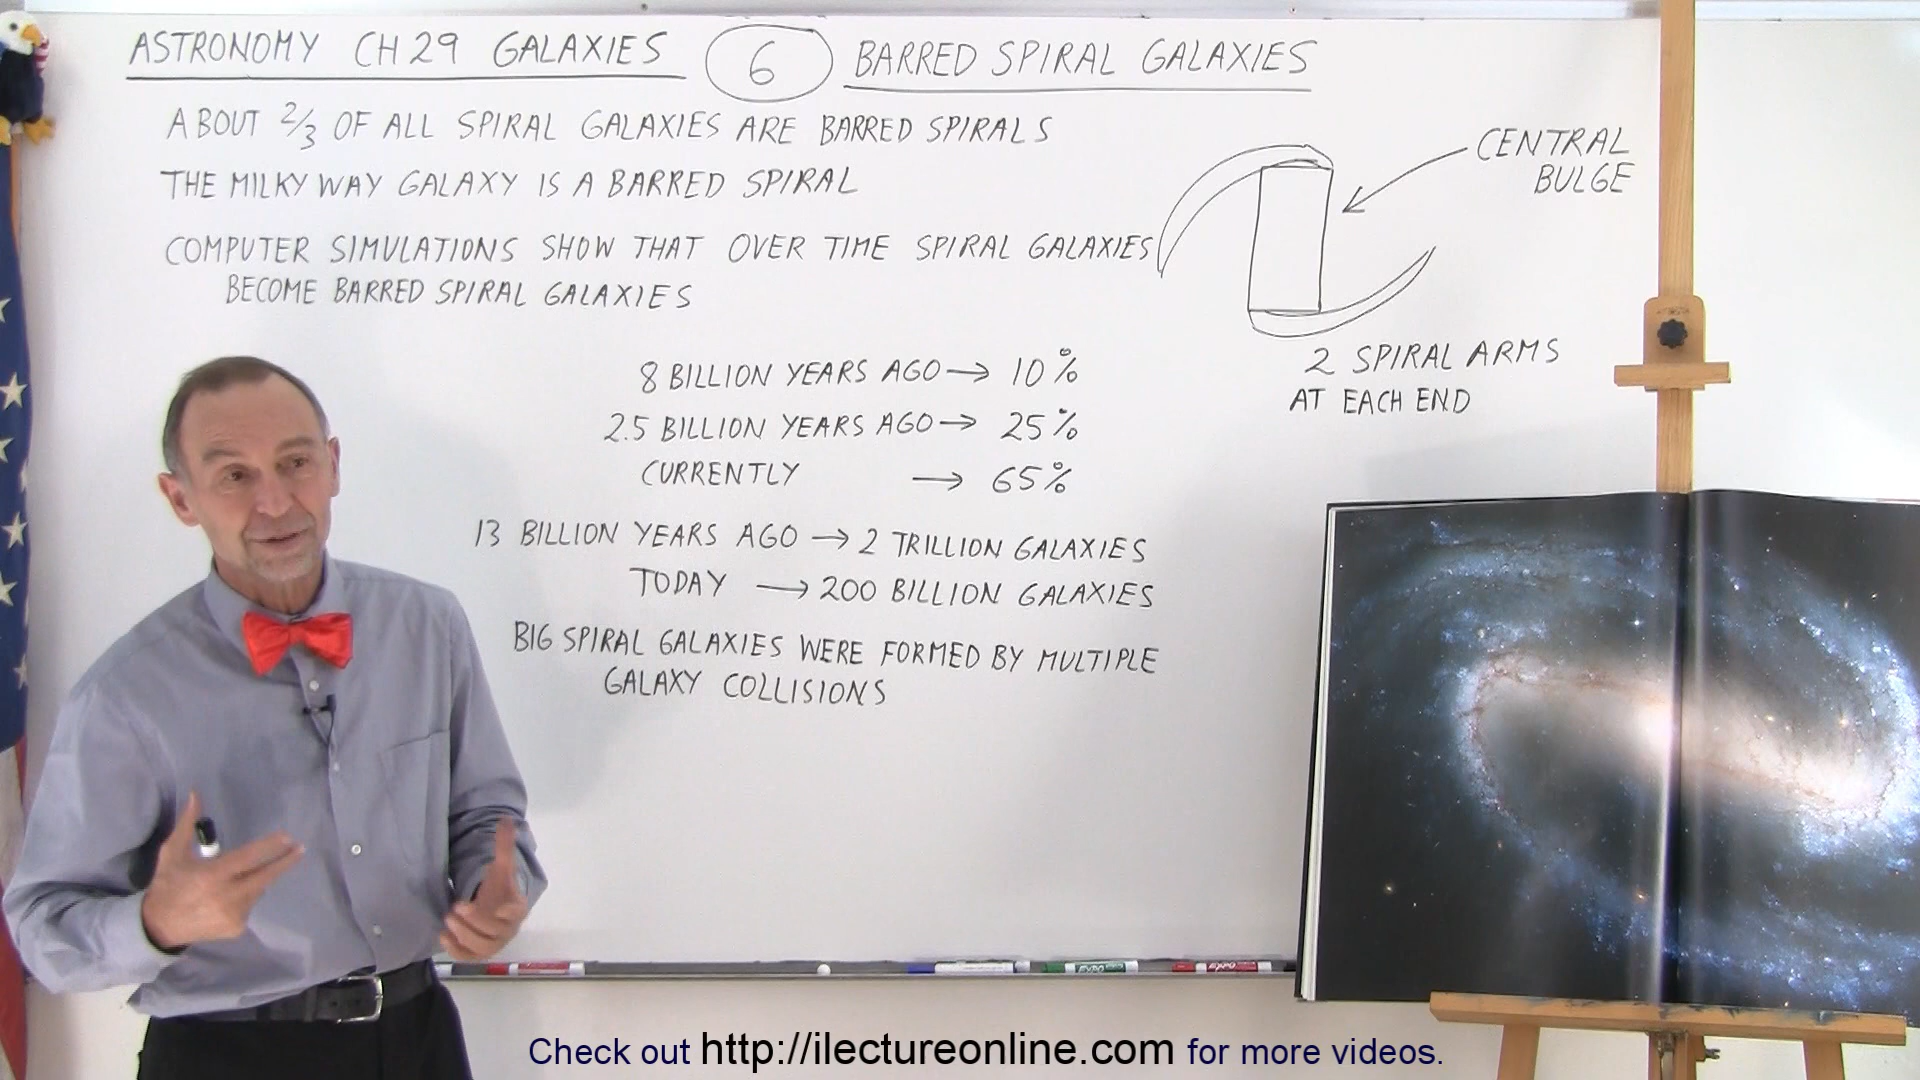 ASTRONOMY CH 29 GALAXIES 6 BARRED SPIRAL GALAXIES
ABOUT 2/3 OF ALL SPIRAL GALAXIES ARE BARRED SPIRALS
THE MILKY WAY GALAXY IS A BARRED SPIRAL
COMPUTER SIMULATIONS SHOW THAT OVER TIME SPIRAL GALAXIES
BECOME BARRED SPIRAL GALAXIES
CENTRAL
BULGE
2 SPIRAL ARMS
AT EACH END
8 BILLION YEARS AGO → 10%
2.5 BILLION YEARS AGO → 25%
CURRENTLY → 65%
13 BILLION YEARS AGO → 2 TRILLION GALAXIES
TODAY → 200 BILLION GALAXIES
BIG SPIRAL GALAXIES WERE FORMED BY MULTIPLE
GALAXY COLLISIONS
EXPO
EXPO
Check out http://ilectureonline.com for more videos.